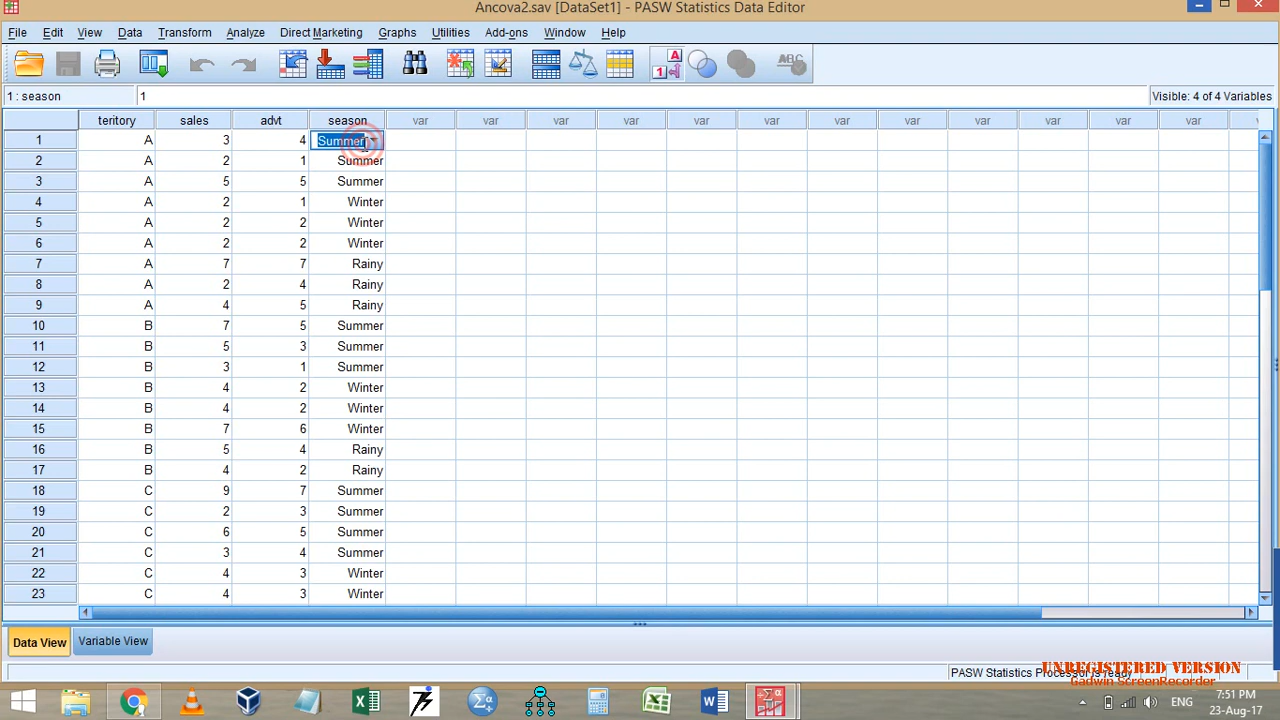 Ancova2.sav [DataSet1] - PASW Statistics Data Editor
File Edit View Data Transform Analyze Direct Marketing Graphs Utilities Add-ons Window Help
1 : season 1 Visible: 4 of 4 Variables
teritory sales advt season var var var var var var var var var var var var v
1 A 3 4 Summer
2 A 2 1 Summer
3 A 5 5 Summer
4 A 2 1 Winter
5 A 2 2 Winter
6 A 2 2 Winter
7 A 7 7 Rainy
8 A 2 4 Rainy
9 A 4 5 Rainy
10 B 7 5 Summer
11 B 5 3 Summer
12 B 3 1 Summer
13 B 4 2 Winter
14 B 4 2 Winter
15 B 7 6 Winter
16 B 5 4 Rainy
17 B 4 2 Rainy
18 C 9 7 Summer
19 C 2 3 Summer
20 C 6 5 Summer
21 C 3 4 Summer
22 C 4 3 Winter
23 C 4 3 Winter
Data View Variable View
PASW Statistics Processor is ready
UNREGISTERED VERSION
Gadwin ScreenRecorder
ENG
7:51 PM
23-Aug-17